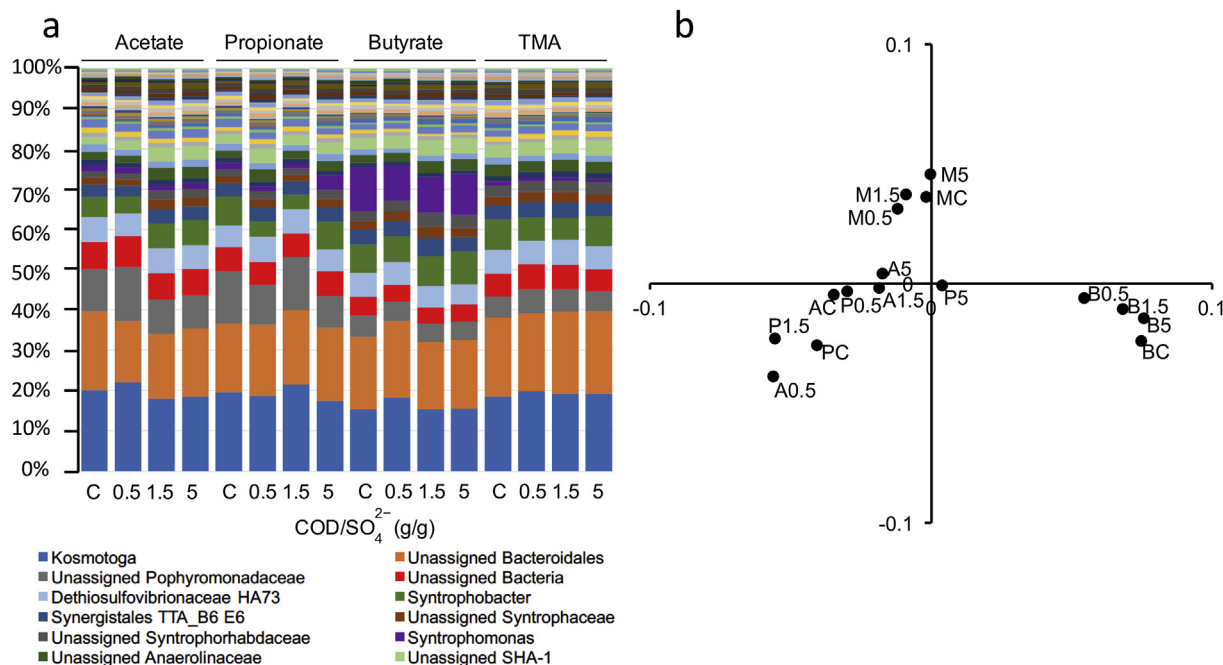 a
Acetate Propionate Butyrate TMA
100%
90%
80%
70%
60%
50%
40%
30%
20%
10%
0%
C 0.5 1.5 5 C 0.5 1.5 5 C 0.5 1.5 5 C 0.5 1.5 5
COD/SO₄²⁻ (g/g)
Kosmotoga
Unassigned Bacteroidales
Unassigned Pophyromonadaceae
Unassigned Bacteria
Dethiosulfovibrionaceae HA73
Syntrophobacter
Synergistales TTA_B6 E6
Unassigned Syntrophaceae
Unassigned Syntrophorhabdaceae
Syntrophomonas
Unassigned Anaerolinaceae
Unassigned SHA-1
b
0.1
M5
M1.5
MC
M0.5
A5
0
-0.1
AC
P0.5
A1.5
0
P5
B0.5
B1.5
0.1
P1.5
PC
B5
BC
A0.5
-0.1